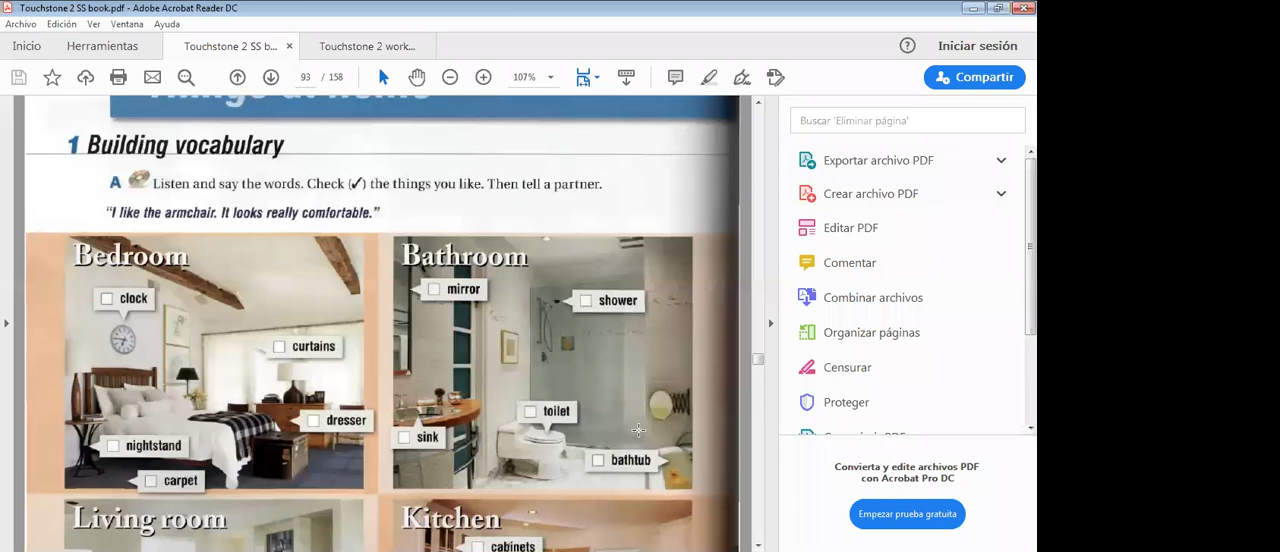 Touchstone 2 SS book.pdf - Adobe Acrobat Reader DC
Archivo Edición Ver Ventana Ayuda
Inicio Herramientas Touchstone 2 SS b... × Touchstone 2 work... ? Iniciar sesión
93 / 158 107% Compartir
Things at home
1 Building vocabulary
A Listen and say the words. Check (✓) the things you like. Then tell a partner.
"I like the armchair. It looks really comfortable."
Bedroom
clock
curtains
dresser
nightstand
carpet
Bathroom
mirror
shower
toilet
sink
bathtub
Living room
Kitchen
cabinets
Buscar 'Eliminar página'
Exportar archivo PDF
Crear archivo PDF
Editar PDF
Comentar
Combinar archivos
Organizar páginas
Censurar
Proteger
Convierta y edite archivos PDF
con Acrobat Pro DC
Empezar prueba gratuita